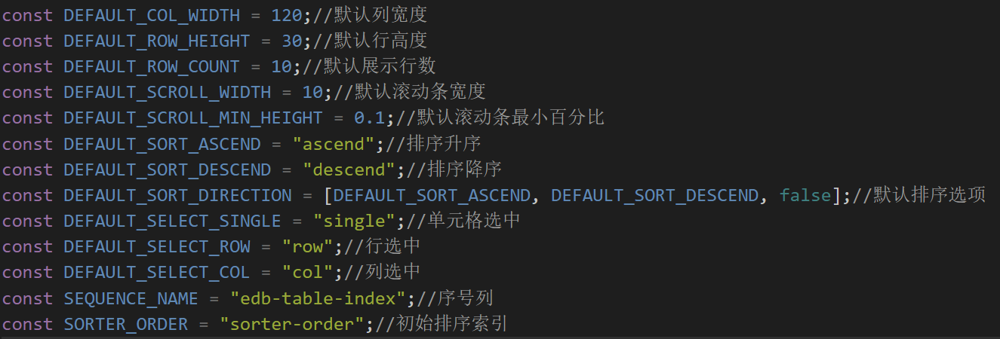 const DEFAULT_COL_WIDTH = 120;//默认列宽度
const DEFAULT_ROW_HEIGHT = 30;//默认行高度
const DEFAULT_ROW_COUNT = 10;//默认展示行数
const DEFAULT_SCROLL_WIDTH = 10;//默认滚动条宽度
const DEFAULT_SCROLL_MIN_HEIGHT = 0.1;//默认滚动条最小百分比
const DEFAULT_SORT_ASCEND = "ascend";//排序升序
const DEFAULT_SORT_DESCEND = "descend";//排序降序
const DEFAULT_SORT_DIRECTION = [DEFAULT_SORT_ASCEND, DEFAULT_SORT_DESCEND, false];//默认排序选项
const DEFAULT_SELECT_SINGLE = "single";//单元格选中
const DEFAULT_SELECT_ROW = "row";//行选中
const DEFAULT_SELECT_COL = "col";//列选中
const SEQUENCE_NAME = "edb-table-index";//序号列
const SORTER_ORDER = "sorter-order";//初始排序索引